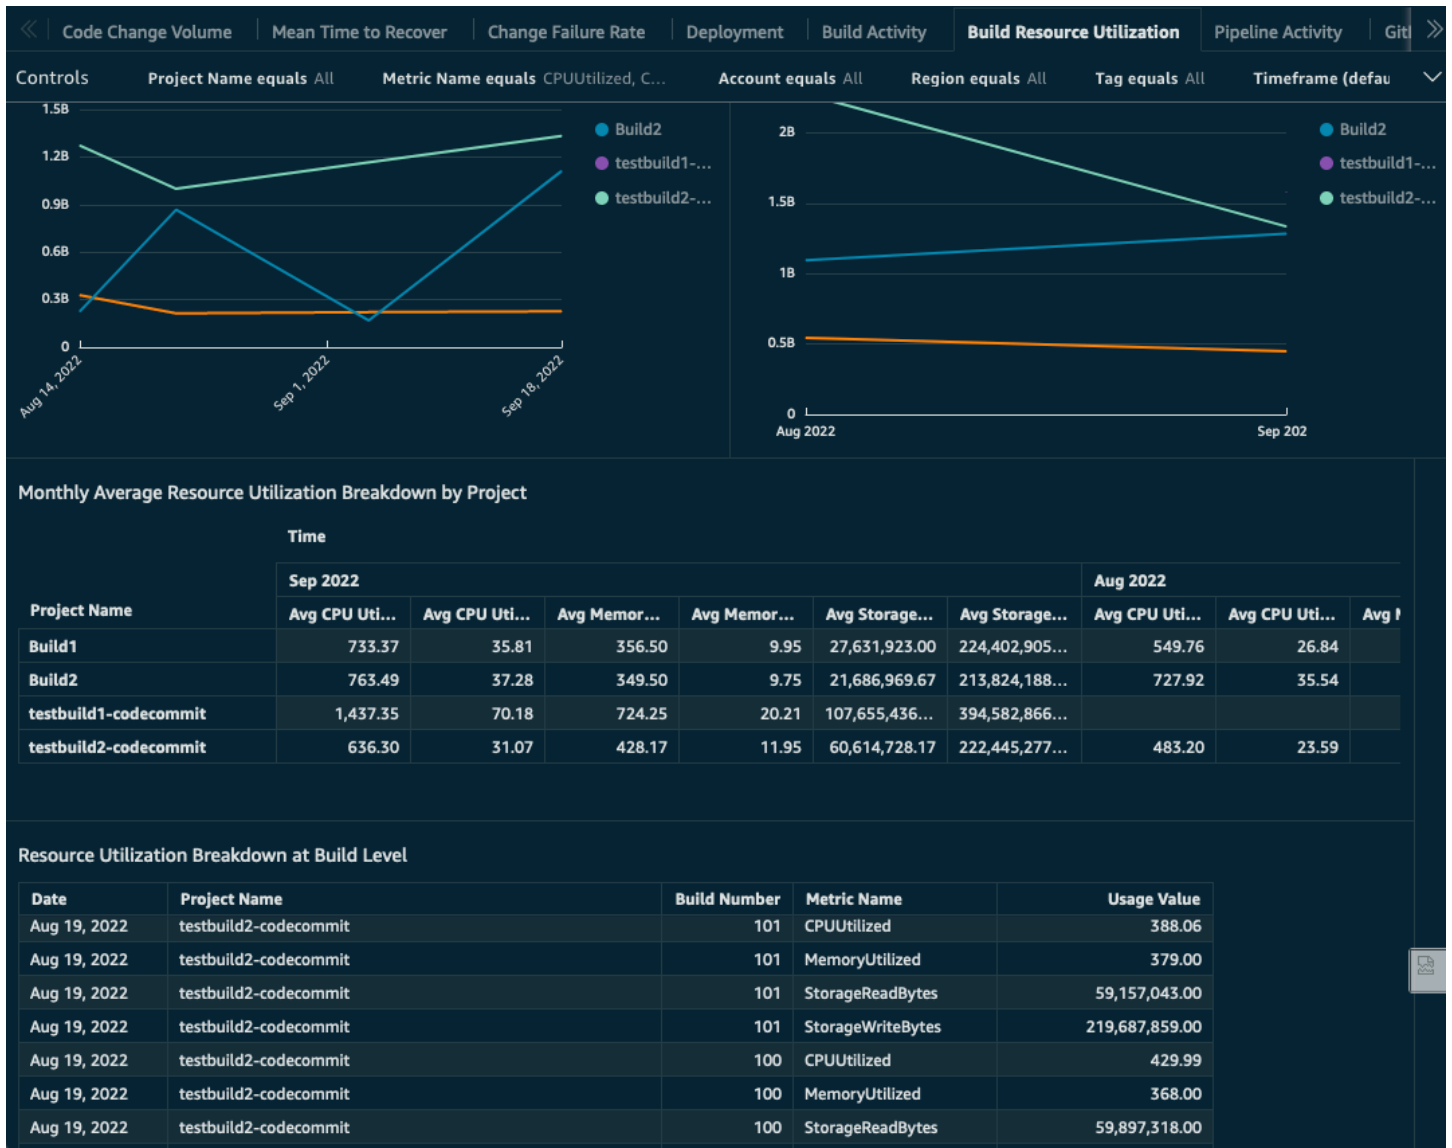 Code Change Volume Mean Time to Recover Change Failure Rate Deployment Build Activity Build Resource Utilization Pipeline Activity Git
Controls Project Name equals All Metric Name equals CPUUtilized, C... Account equals All Region equals All Tag equals All Timeframe (defau
1.5B
1.2B
0.9B
0.6B
0.3B
0
Aug 14, 2022 Sep 1, 2022 Sep 18, 2022
Build2
testbuild1-...
testbuild2-...
2B
1.5B
1B
0.5B
0
Aug 2022 Sep 202
Build2
testbuild1-...
testbuild2-...
Monthly Average Resource Utilization Breakdown by Project
Time
Sep 2022 Aug 2022
Project Name Avg CPU Uti... Avg CPU Uti... Avg Memor... Avg Memor... Avg Storage... Avg Storage... Avg CPU Uti... Avg CPU Uti... Avg
Build1 733.37 35.81 356.50 9.95 27,631,923.00 224,402,905... 549.76 26.84
Build2 763.49 37.28 349.50 9.75 21,686,969.67 213,824,188... 727.92 35.54
testbuild1-codecommit 1,437.35 70.18 724.25 20.21 107,655,436... 394,582,866...
testbuild2-codecommit 636.30 31.07 428.17 11.95 60,614,728.17 222,445,277... 483.20 23.59
Resource Utilization Breakdown at Build Level
Date Project Name Build Number Metric Name Usage Value
Aug 19, 2022 testbuild2-codecommit 101 CPUUtilized 388.06
Aug 19, 2022 testbuild2-codecommit 101 MemoryUtilized 379.00
Aug 19, 2022 testbuild2-codecommit 101 StorageReadBytes 59,157,043.00
Aug 19, 2022 testbuild2-codecommit 101 StorageWriteBytes 219,687,859.00
Aug 19, 2022 testbuild2-codecommit 100 CPUUtilized 429.99
Aug 19, 2022 testbuild2-codecommit 100 MemoryUtilized 368.00
Aug 19, 2022 testbuild2-codecommit 100 StorageReadBytes 59,897,318.00